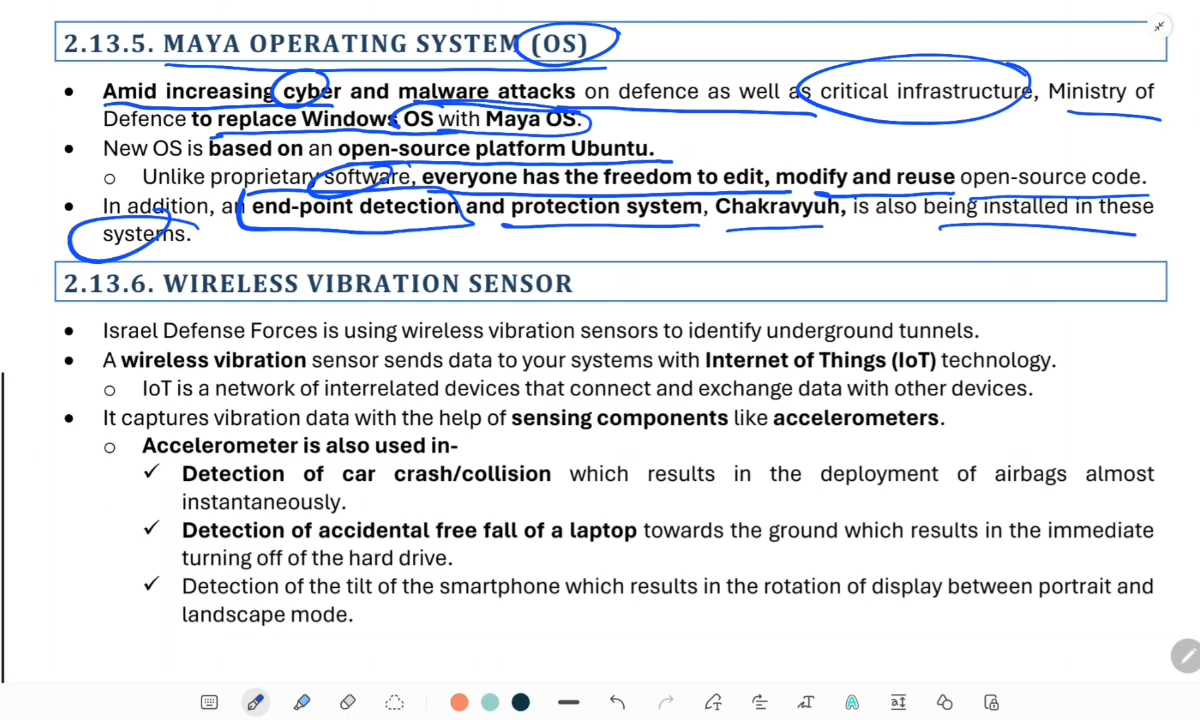 2.13.5. MAYA OPERATING SYSTEM (OS)
• Amid increasing cyber and malware attacks on defence as well as critical infrastructure, Ministry of
Defence to replace Windows OS with Maya OS.
• New OS is based on an open-source platform Ubuntu.
o Unlike proprietary software, everyone has the freedom to edit, modify and reuse open-source code.
• In addition, an end-point detection and protection system, Chakravyuh, is also being installed in these
systems.
2.13.6. WIRELESS VIBRATION SENSOR
• Israel Defense Forces is using wireless vibration sensors to identify underground tunnels.
• A wireless vibration sensor sends data to your systems with Internet of Things (IoT) technology.
o IoT is a network of interrelated devices that connect and exchange data with other devices.
• It captures vibration data with the help of sensing components like accelerometers.
o Accelerometer is also used in-
✓ Detection of car crash/collision which results in the deployment of airbags almost
instantaneously.
✓ Detection of accidental free fall of a laptop towards the ground which results in the immediate
turning off of the hard drive.
✓ Detection of the tilt of the smartphone which results in the rotation of display between portrait and
landscape mode.